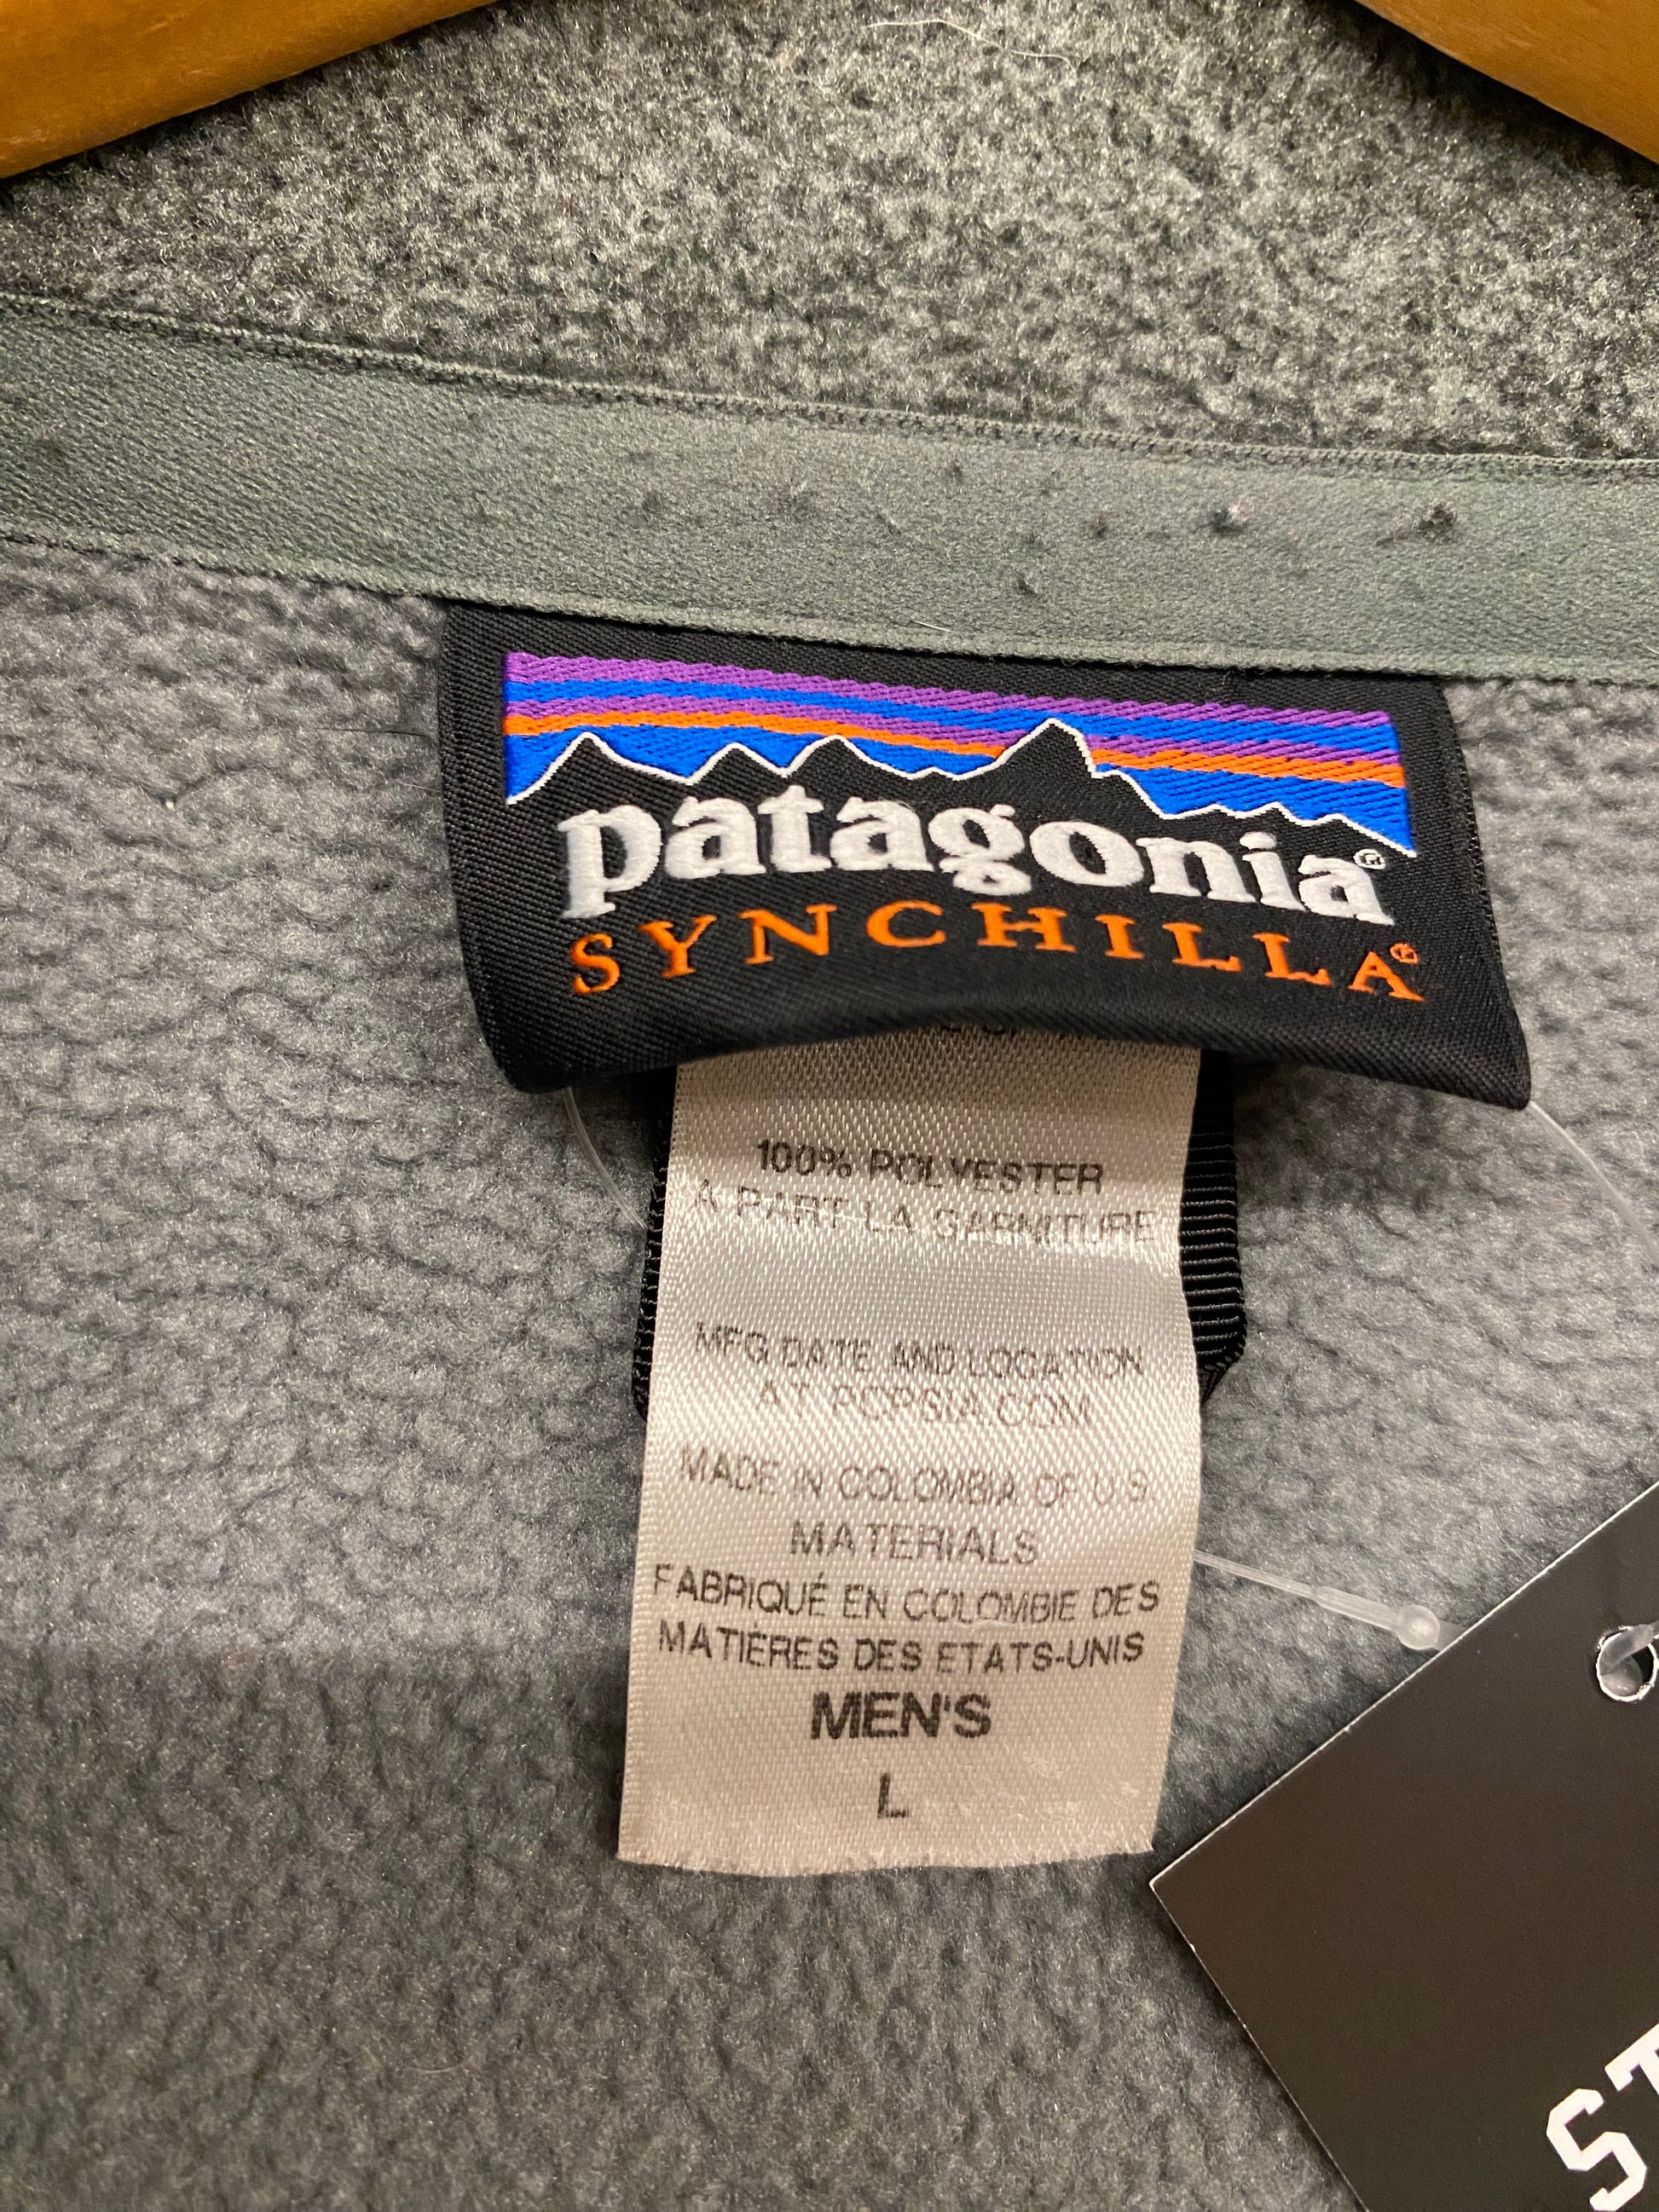 patagonia®
SYNCHILLA®
100% POLYESTER
À PART LA GARNITURE
MFG DATE AND LOCATION
AT PCPSIA.COM
MADE IN COLOMBIA OF U S
MATERIALS
FABRIQUÉ EN COLOMBIE DES
MATIÈRES DES ETATS-UNIS
MEN'S
L
ST